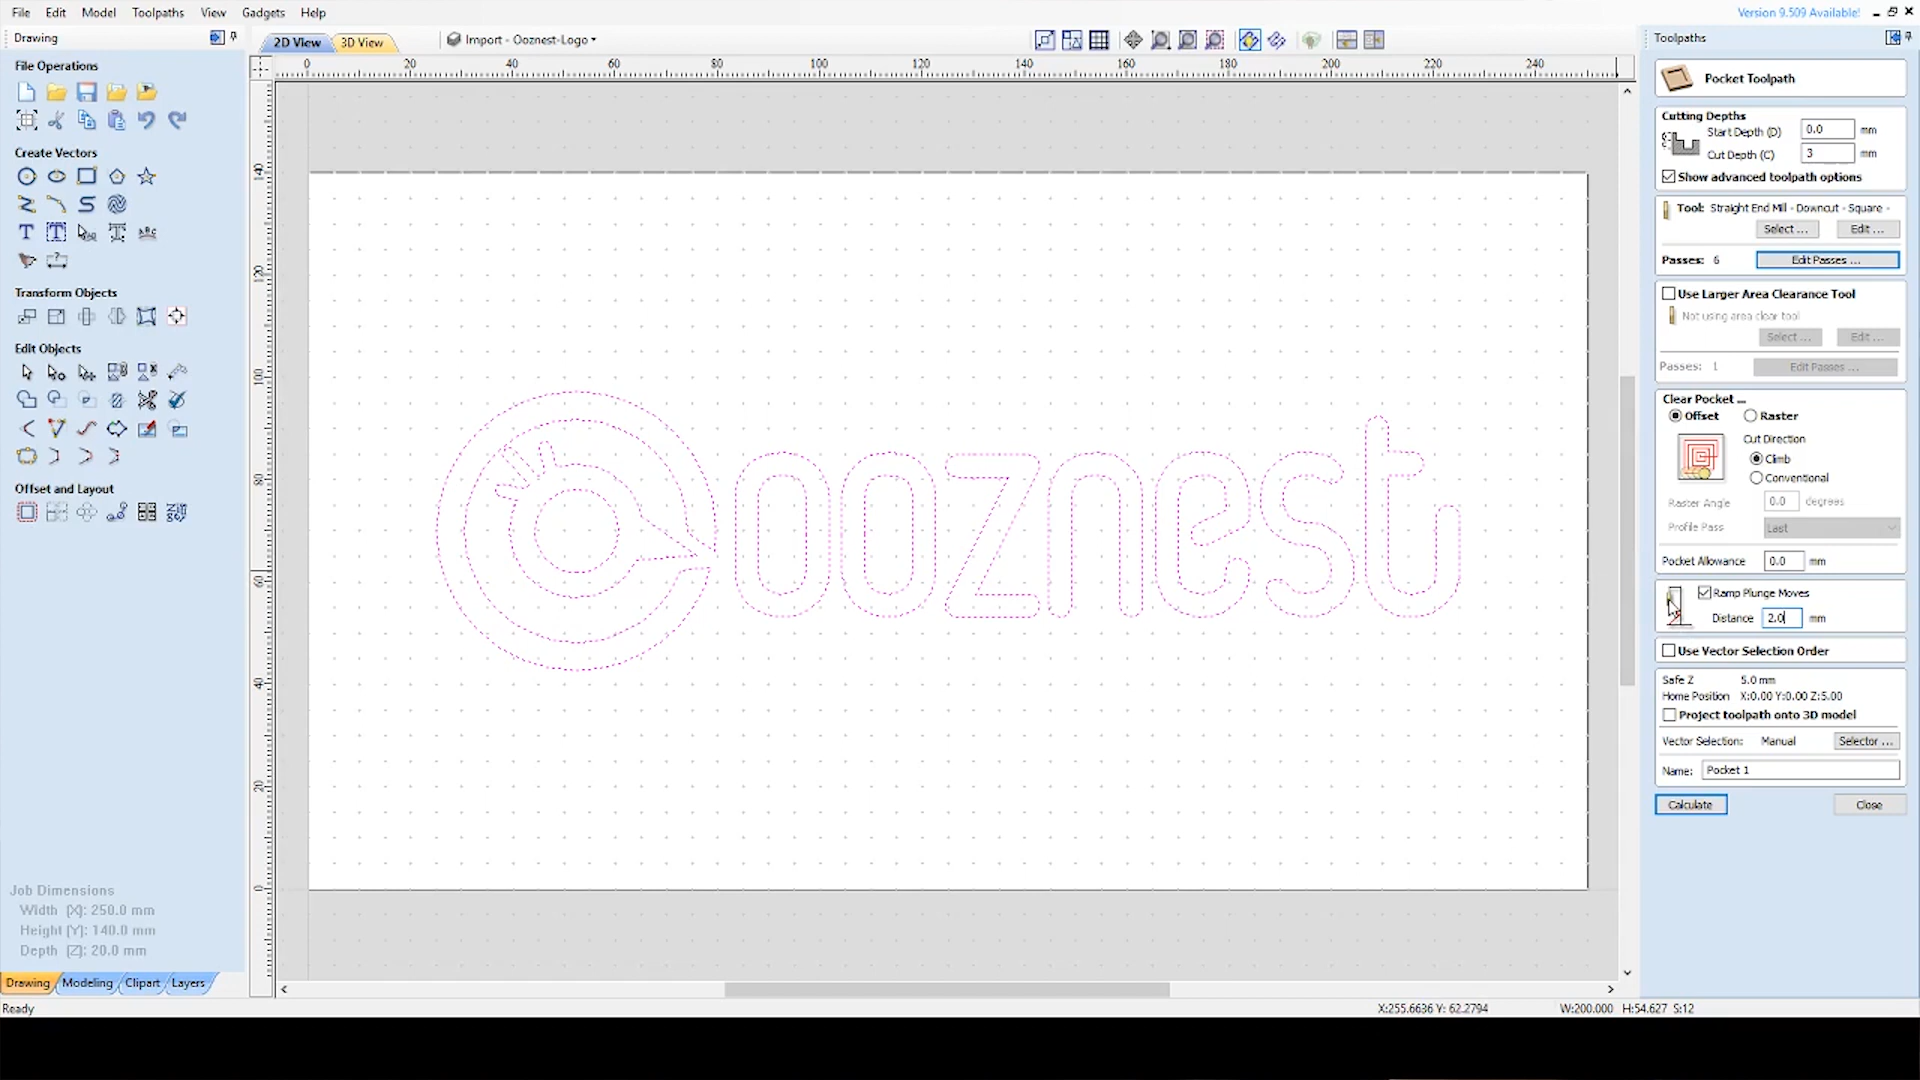 File Edit Model Toolpaths View Gadgets Help
Version 9.509 Available!
Drawing
2D View
3D View
Import - Ooznest-Logo
Toolpaths
File Operations
Create Vectors
Transform Objects
Edit Objects
Offset and Layout
Job Dimensions
Width (X): 250.0 mm
Height (Y): 140.0 mm
Depth (Z): 20.0 mm
Drawing Modeling Clipart Layers
Ready
0 20 40 60 80 100 120 140 160 180 200 220 240
140
120
100
80
60
40
20
0
ooznest
Pocket Toolpath
Cutting Depths
Start Depth (D) 0.0 mm
Cut Depth (C) 3 mm
Show advanced toolpath options
Tool: Straight End Mill - Downcut - Square -
Select ... Edit ...
Passes: 6 Edit Passes ...
Use Larger Area Clearance Tool
Not using area clear tool
Select ... Edit ...
Passes: 1 Edit Passes ...
Clear Pocket ...
Offset Raster
Cut Direction
Climb
Conventional
Raster Angle 0.0 degrees
Profile Pass Last
Pocket Allowance 0.0 mm
Ramp Plunge Moves
Distance 2.0 mm
Use Vector Selection Order
Safe Z 5.0 mm
Home Position X:0.00 Y:0.00 Z:5.00
Project toolpath onto 3D model
Vector Selection: Manual Selector ...
Name: Pocket 1
Calculate Close
X:255.6636 Y: 62.2794 W:200.000 H:54.627 S:12